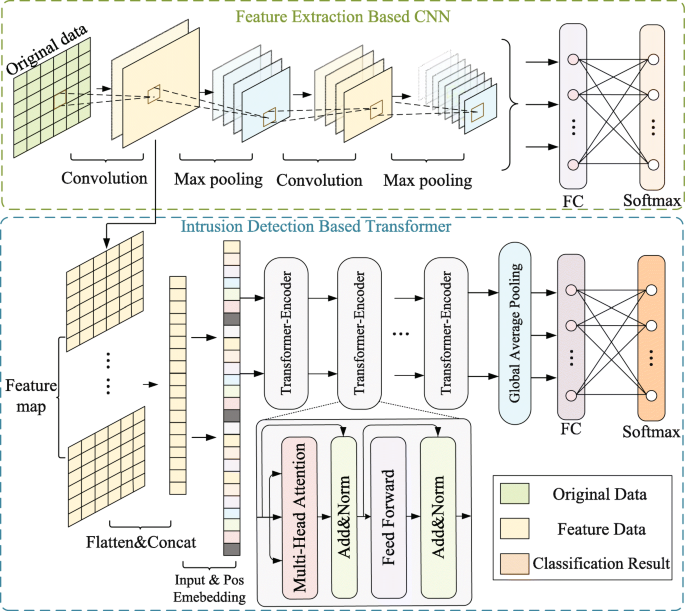 Feature Extraction Based CNN
Original data
Convolution
Max pooling
Convolution
Max pooling
FC
Softmax
Intrusion Detection Based Transformer
Feature
map
Flatten&Concat
Input & Pos
Emebedding
Transformer-Encoder
Transformer-Encoder
...
Transformer-Encoder
Global Average Pooling
FC
Softmax
Multi-Head Attention
Add&Norm
Feed Forward
Add&Norm
Original Data
Feature Data
Classification Result